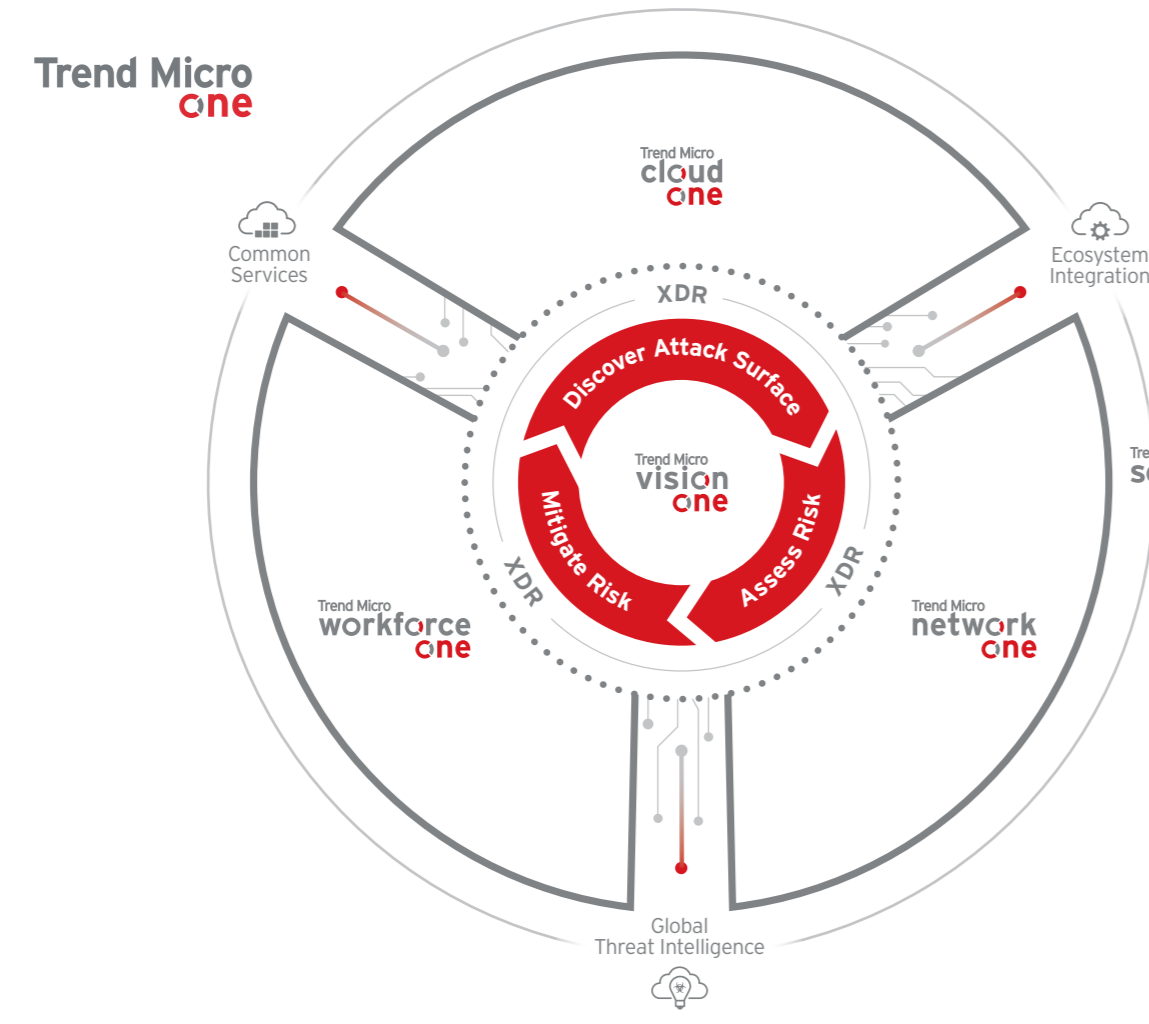 Trend Micro
one
Trend Micro
cloud
one
Common
Services
Ecosystem
Integration
XDR
Discover Attack Surface
Trend Micro
vision
one
Mitigate Risk
Assess Risk
XDR
XDR
Trend Micro
workforce
one
Trend Micro
network
one
Global
Threat Intelligence